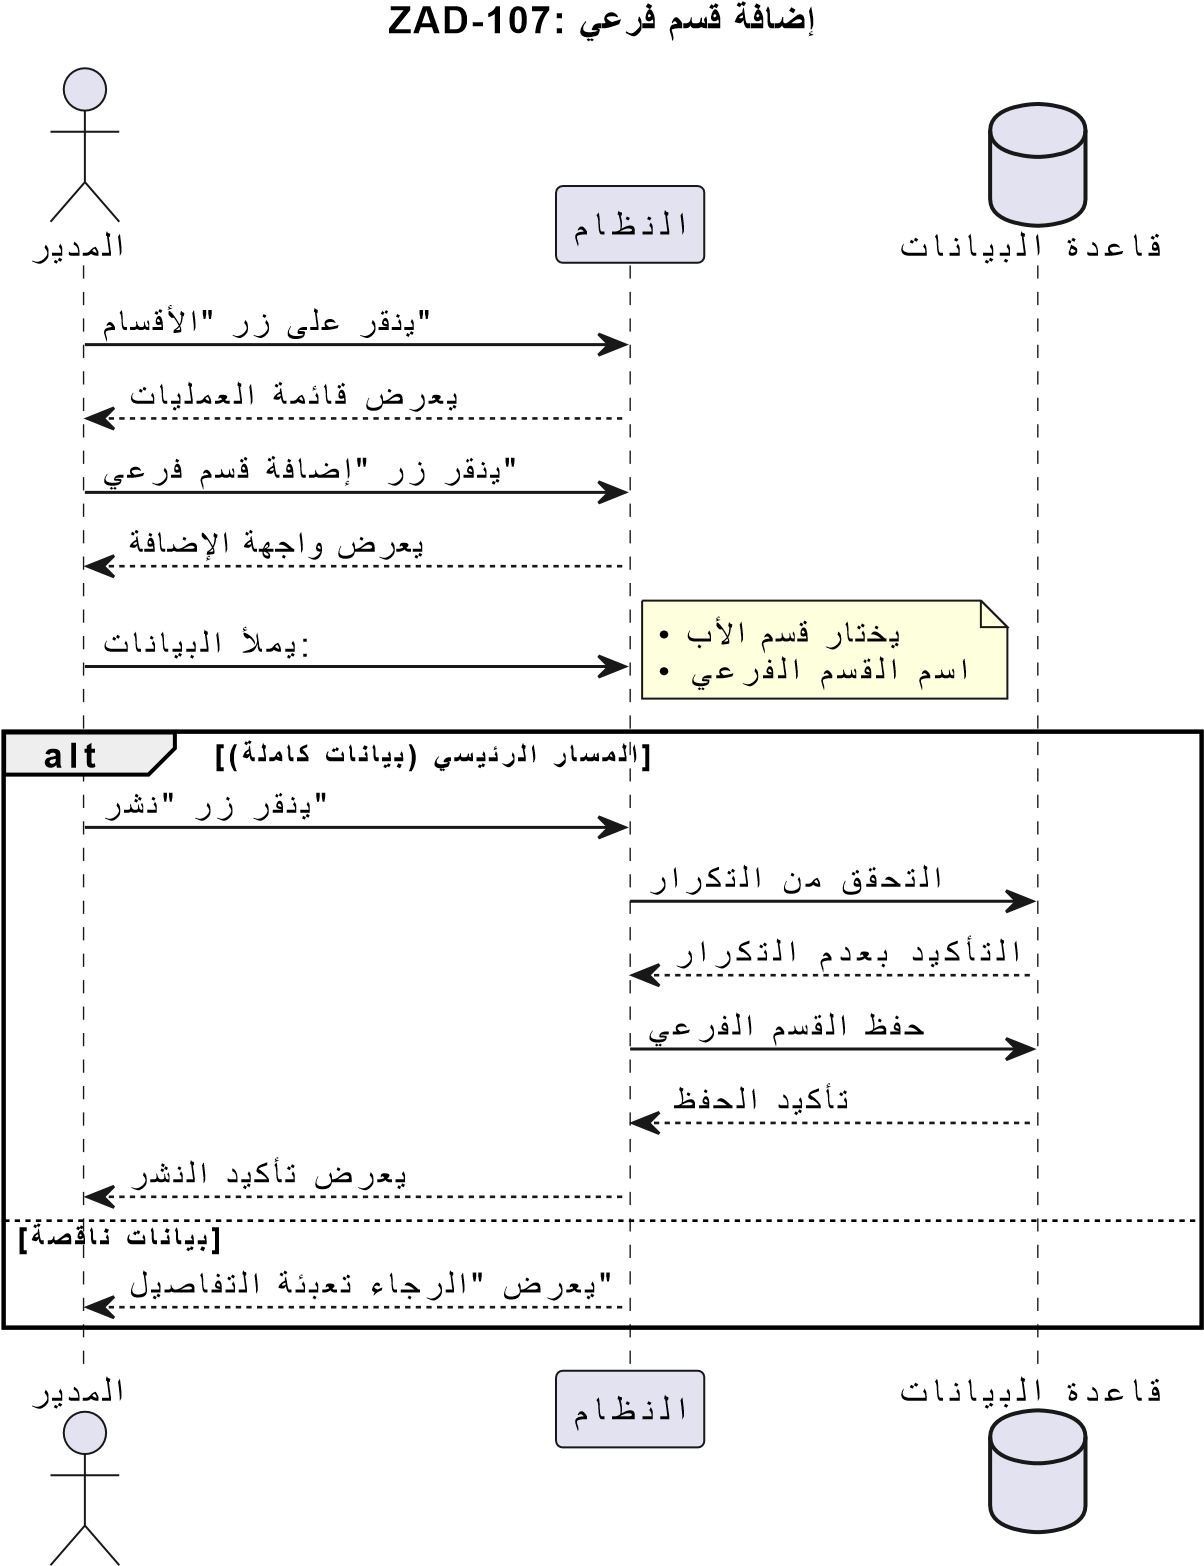 ZAD-107: إضافة قسم فرعي
المدير
النظام
قاعدة البيانات
ينقر على زر "الأقسام"
يعرض قائمة العمليات
ينقر زر "إضافة قسم فرعي"
يعرض واجهة الإضافة
يملأ البيانات:
• يختار قسم الأب
• اسم القسم الفرعي
alt
[المسار الرئيسي (بيانات كاملة)]
ينقر زر "نشر"
التحقق من التكرار
التأكيد بعدم التكرار
حفظ القسم الفرعي
تأكيد الحفظ
يعرض تأكيد النشر
[بيانات ناقصة]
يعرض "الرجاء تعبئة التفاصيل"
المدير
النظام
قاعدة البيانات